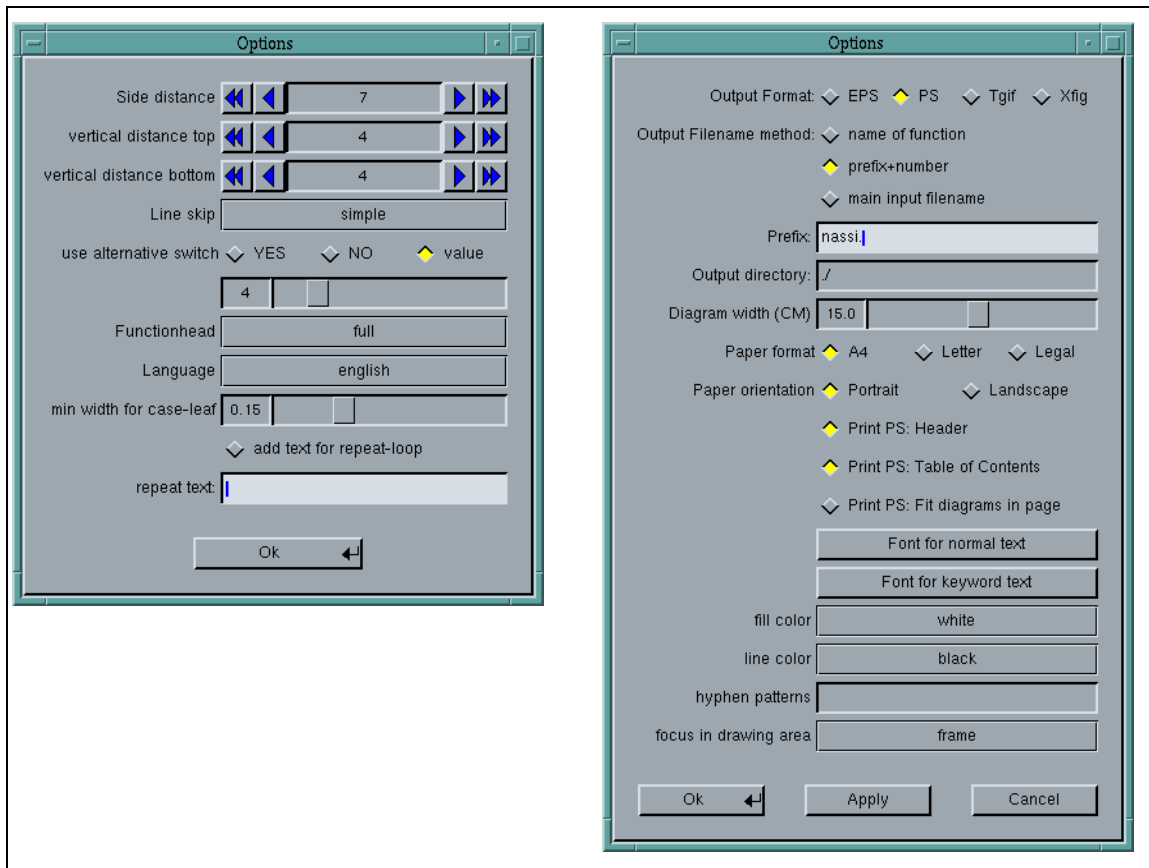 Options
Side distance 7
vertical distance top 4
vertical distance bottom 4
Line skip simple
use alternative switch YES NO value
4
Functionhead full
Language english
min width for case-leaf 0.15
add text for repeat-loop
repeat text:
Ok
Options
Output Format: EPS PS Tgif Xfig
Output Filename method: name of function
prefix+number
main input filename
Prefix: nassi.
Output directory: ./
Diagram width (CM) 15.0
Paper format A4 Letter Legal
Paper orientation Portrait Landscape
Print PS: Header
Print PS: Table of Contents
Print PS: Fit diagrams in page
Font for normal text
Font for keyword text
fill color white
line color black
hyphen patterns
focus in drawing area frame
Ok Apply Cancel